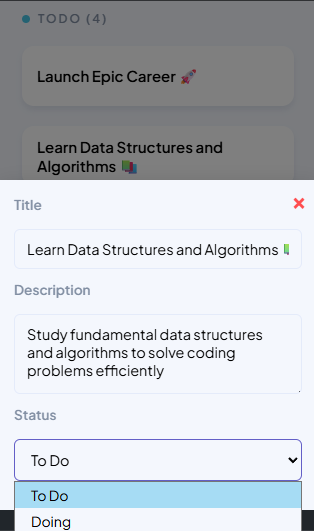 TODO (4)
Launch Epic Career 🚀
Learn Data Structures and
Algorithms 📚
Title
Learn Data Structures and Algorithms
Description
Study fundamental data structures
and algorithms to solve coding
problems efficiently
Status
To Do
To Do
Doing